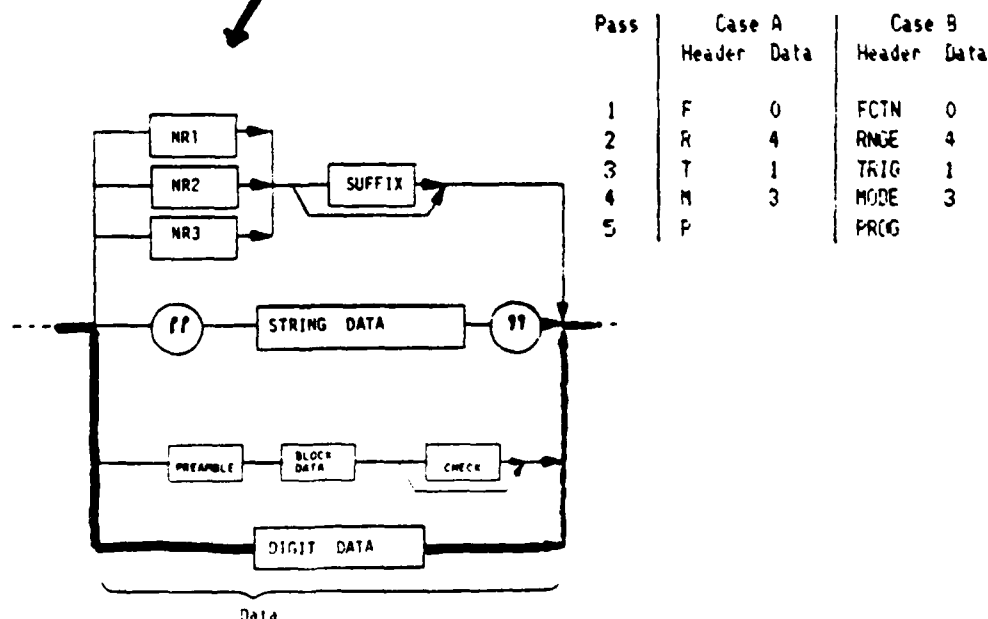 Pass Case A Case B
Header Data Header Data
1 F 0 FCTN 0
2 R 4 RNGE 4
3 T 1 TRIG 1
4 M 3 MODE 3
5 P PROG
NR1
NR2
NR3
SUFFIX
STRING DATA
PREAMBLE
BLOCK
DATA
CHECK
DIGIT DATA
Data